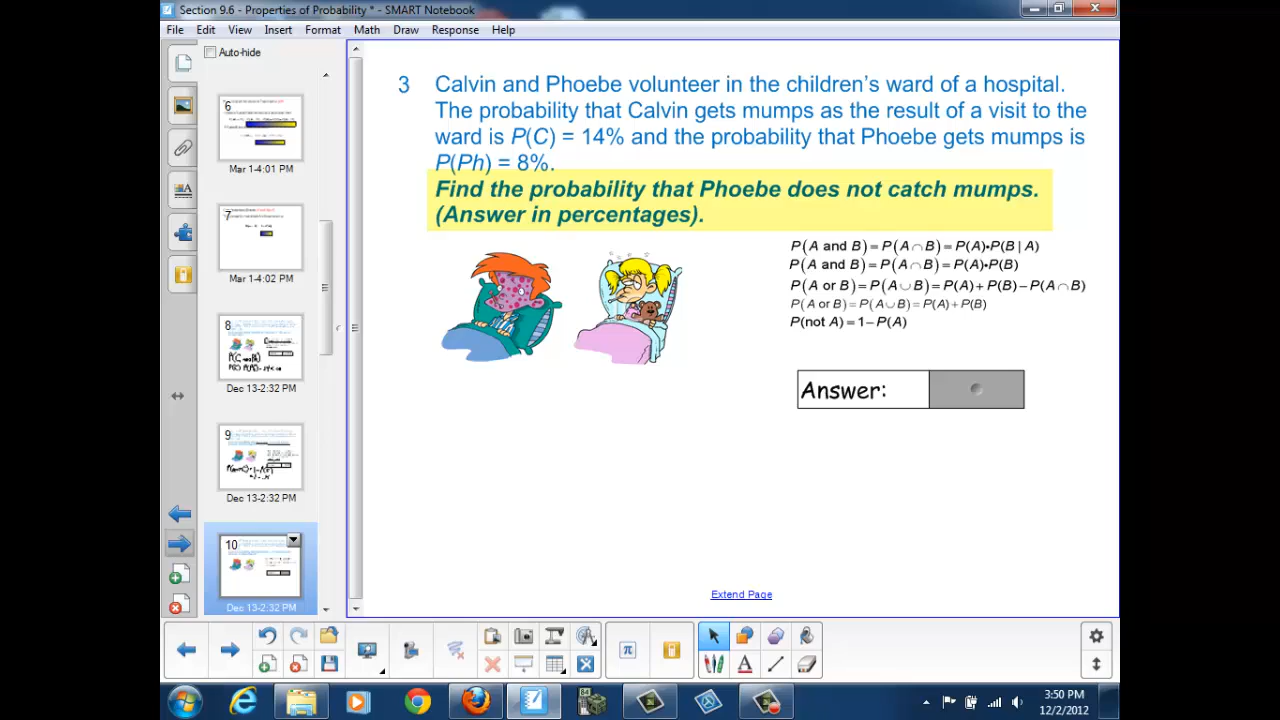 Section 9.6 - Properties of Probability * - SMART Notebook
File Edit View Insert Format Math Draw Response Help
Auto-hide
6
Mar 1-4:01 PM
7
Mar 1-4:02 PM
8
Dec 13-2:32 PM
9
Dec 13-2:32 PM
10
Dec 13-2:32 PM
3 Calvin and Phoebe volunteer in the children's ward of a hospital.
The probability that Calvin gets mumps as the result of a visit to the
ward is P(C) = 14% and the probability that Phoebe gets mumps is
P(Ph) = 8%.
Find the probability that Phoebe does not catch mumps.
(Answer in percentages).
P(A and B) = P(A ∩ B) = P(A)•P(B | A)
P(A and B) = P(A ∩ B) = P(A)•P(B)
P(A or B) = P(A ∪ B) = P(A) + P(B) − P(A ∩ B)
P(A or B) = P(A ∪ B) = P(A) + P(B)
P(not A) = 1 − P(A)
Answer:
Extend Page
3:50 PM
12/2/2012